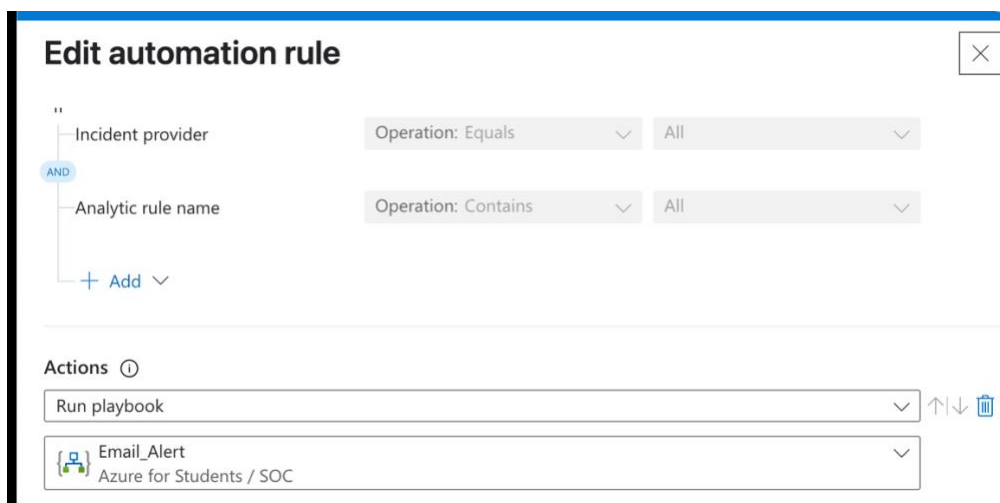 Edit automation rule
Incident provider
Operation: Equals
All
AND
Analytic rule name
Operation: Contains
All
+ Add
Actions
Run playbook
Email_Alert
Azure for Students / SOC